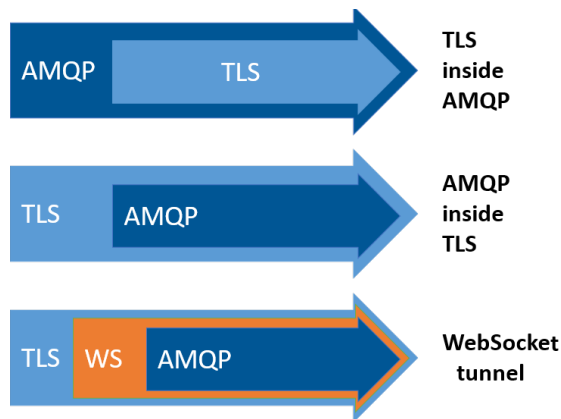 AMQP TLS
TLS
inside
AMQP
TLS AMQP
AMQP
inside
TLS
TLS WS AMQP
WebSocket
tunnel